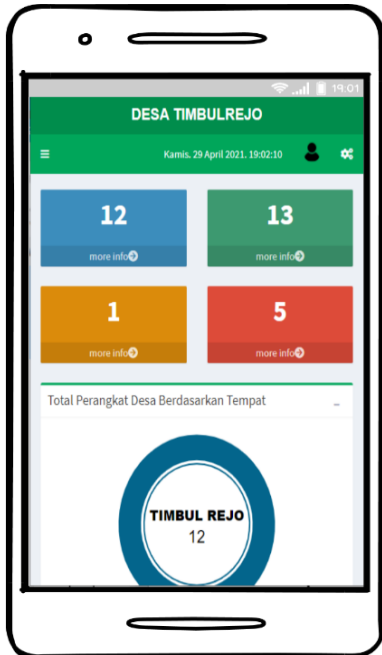 19:01
DESA TIMBULREJO
Kamis. 29 April 2021. 19:02:10
12
13
more info
more info
1
5
more info
more info
Total Perangkat Desa Berdasarkan Tempat
TIMBUL REJO
12